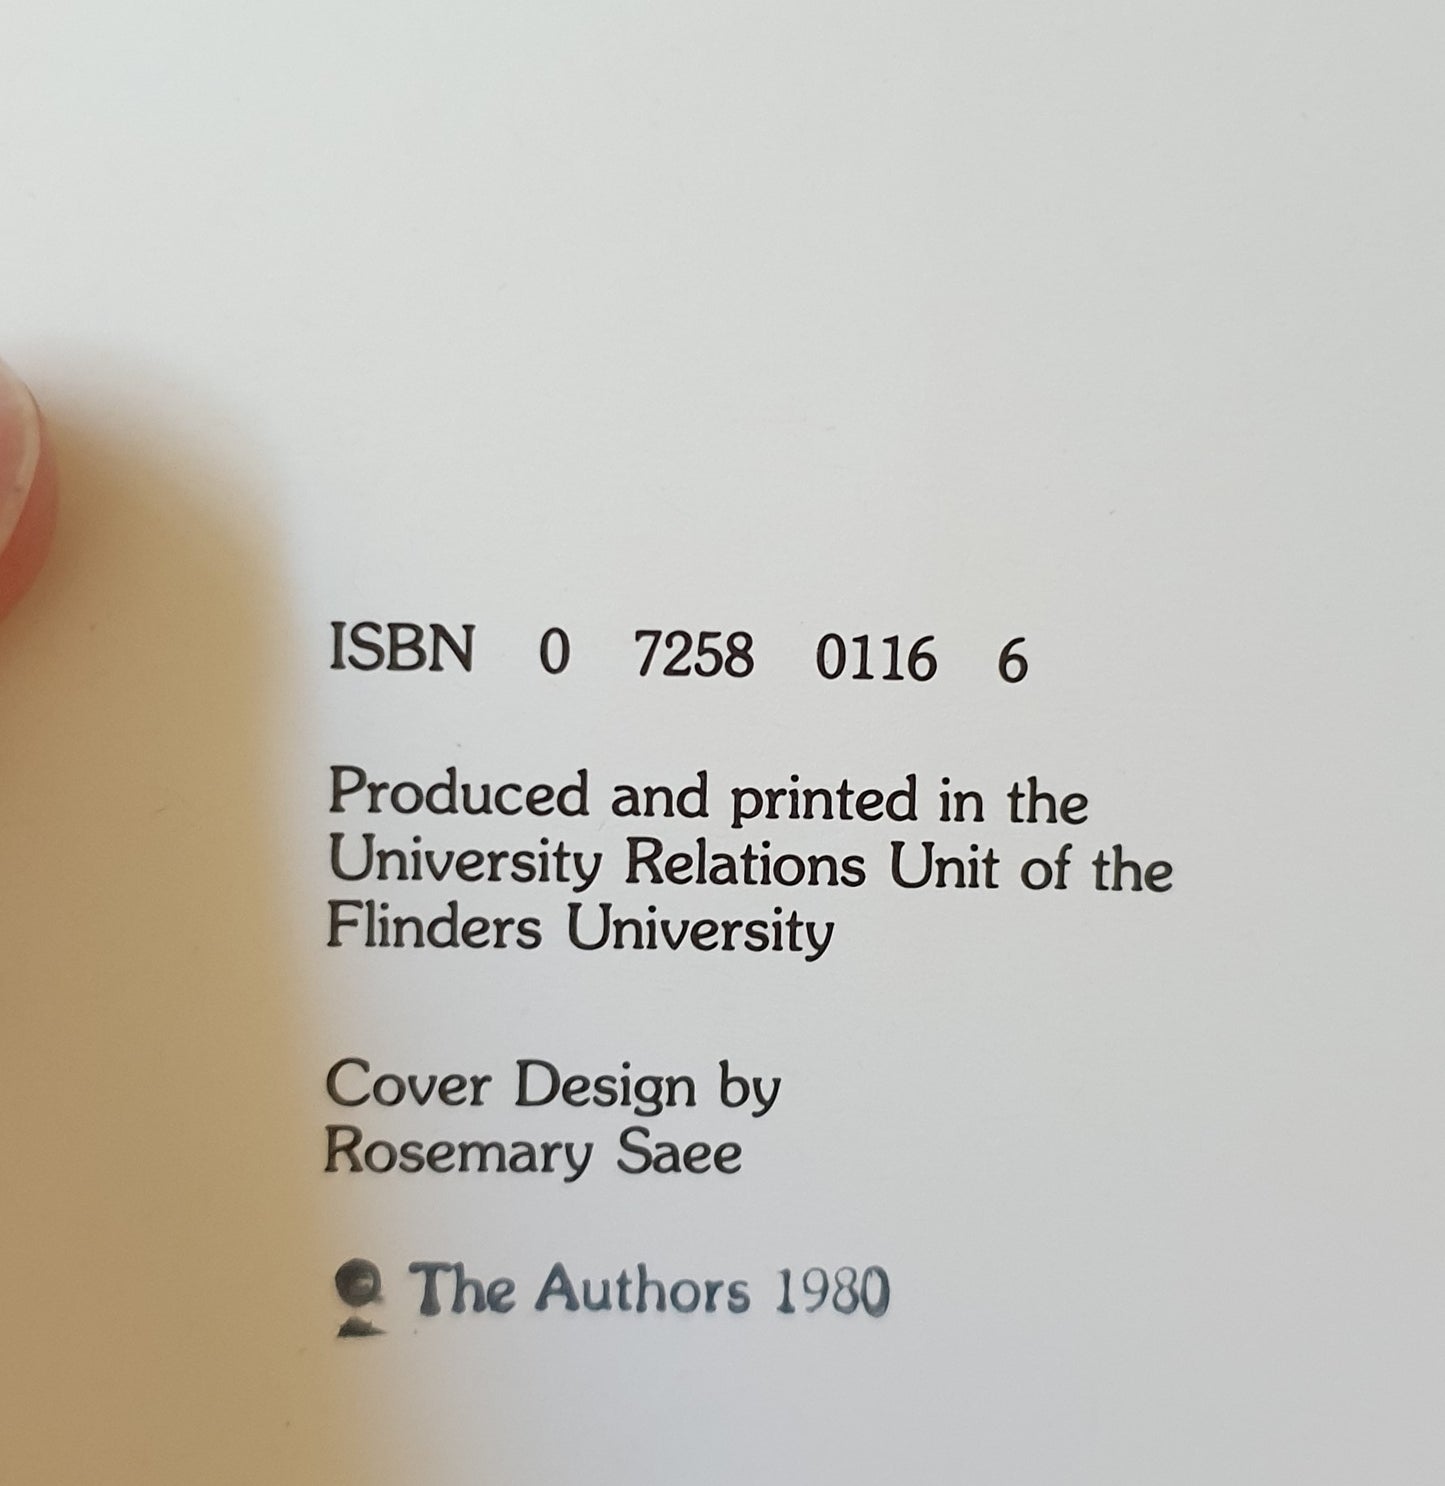 ISBN 0 7258 0116 6
Produced and printed in the
University Relations Unit of the
Flinders University
Cover Design by
Rosemary Saee
© The Authors 1980